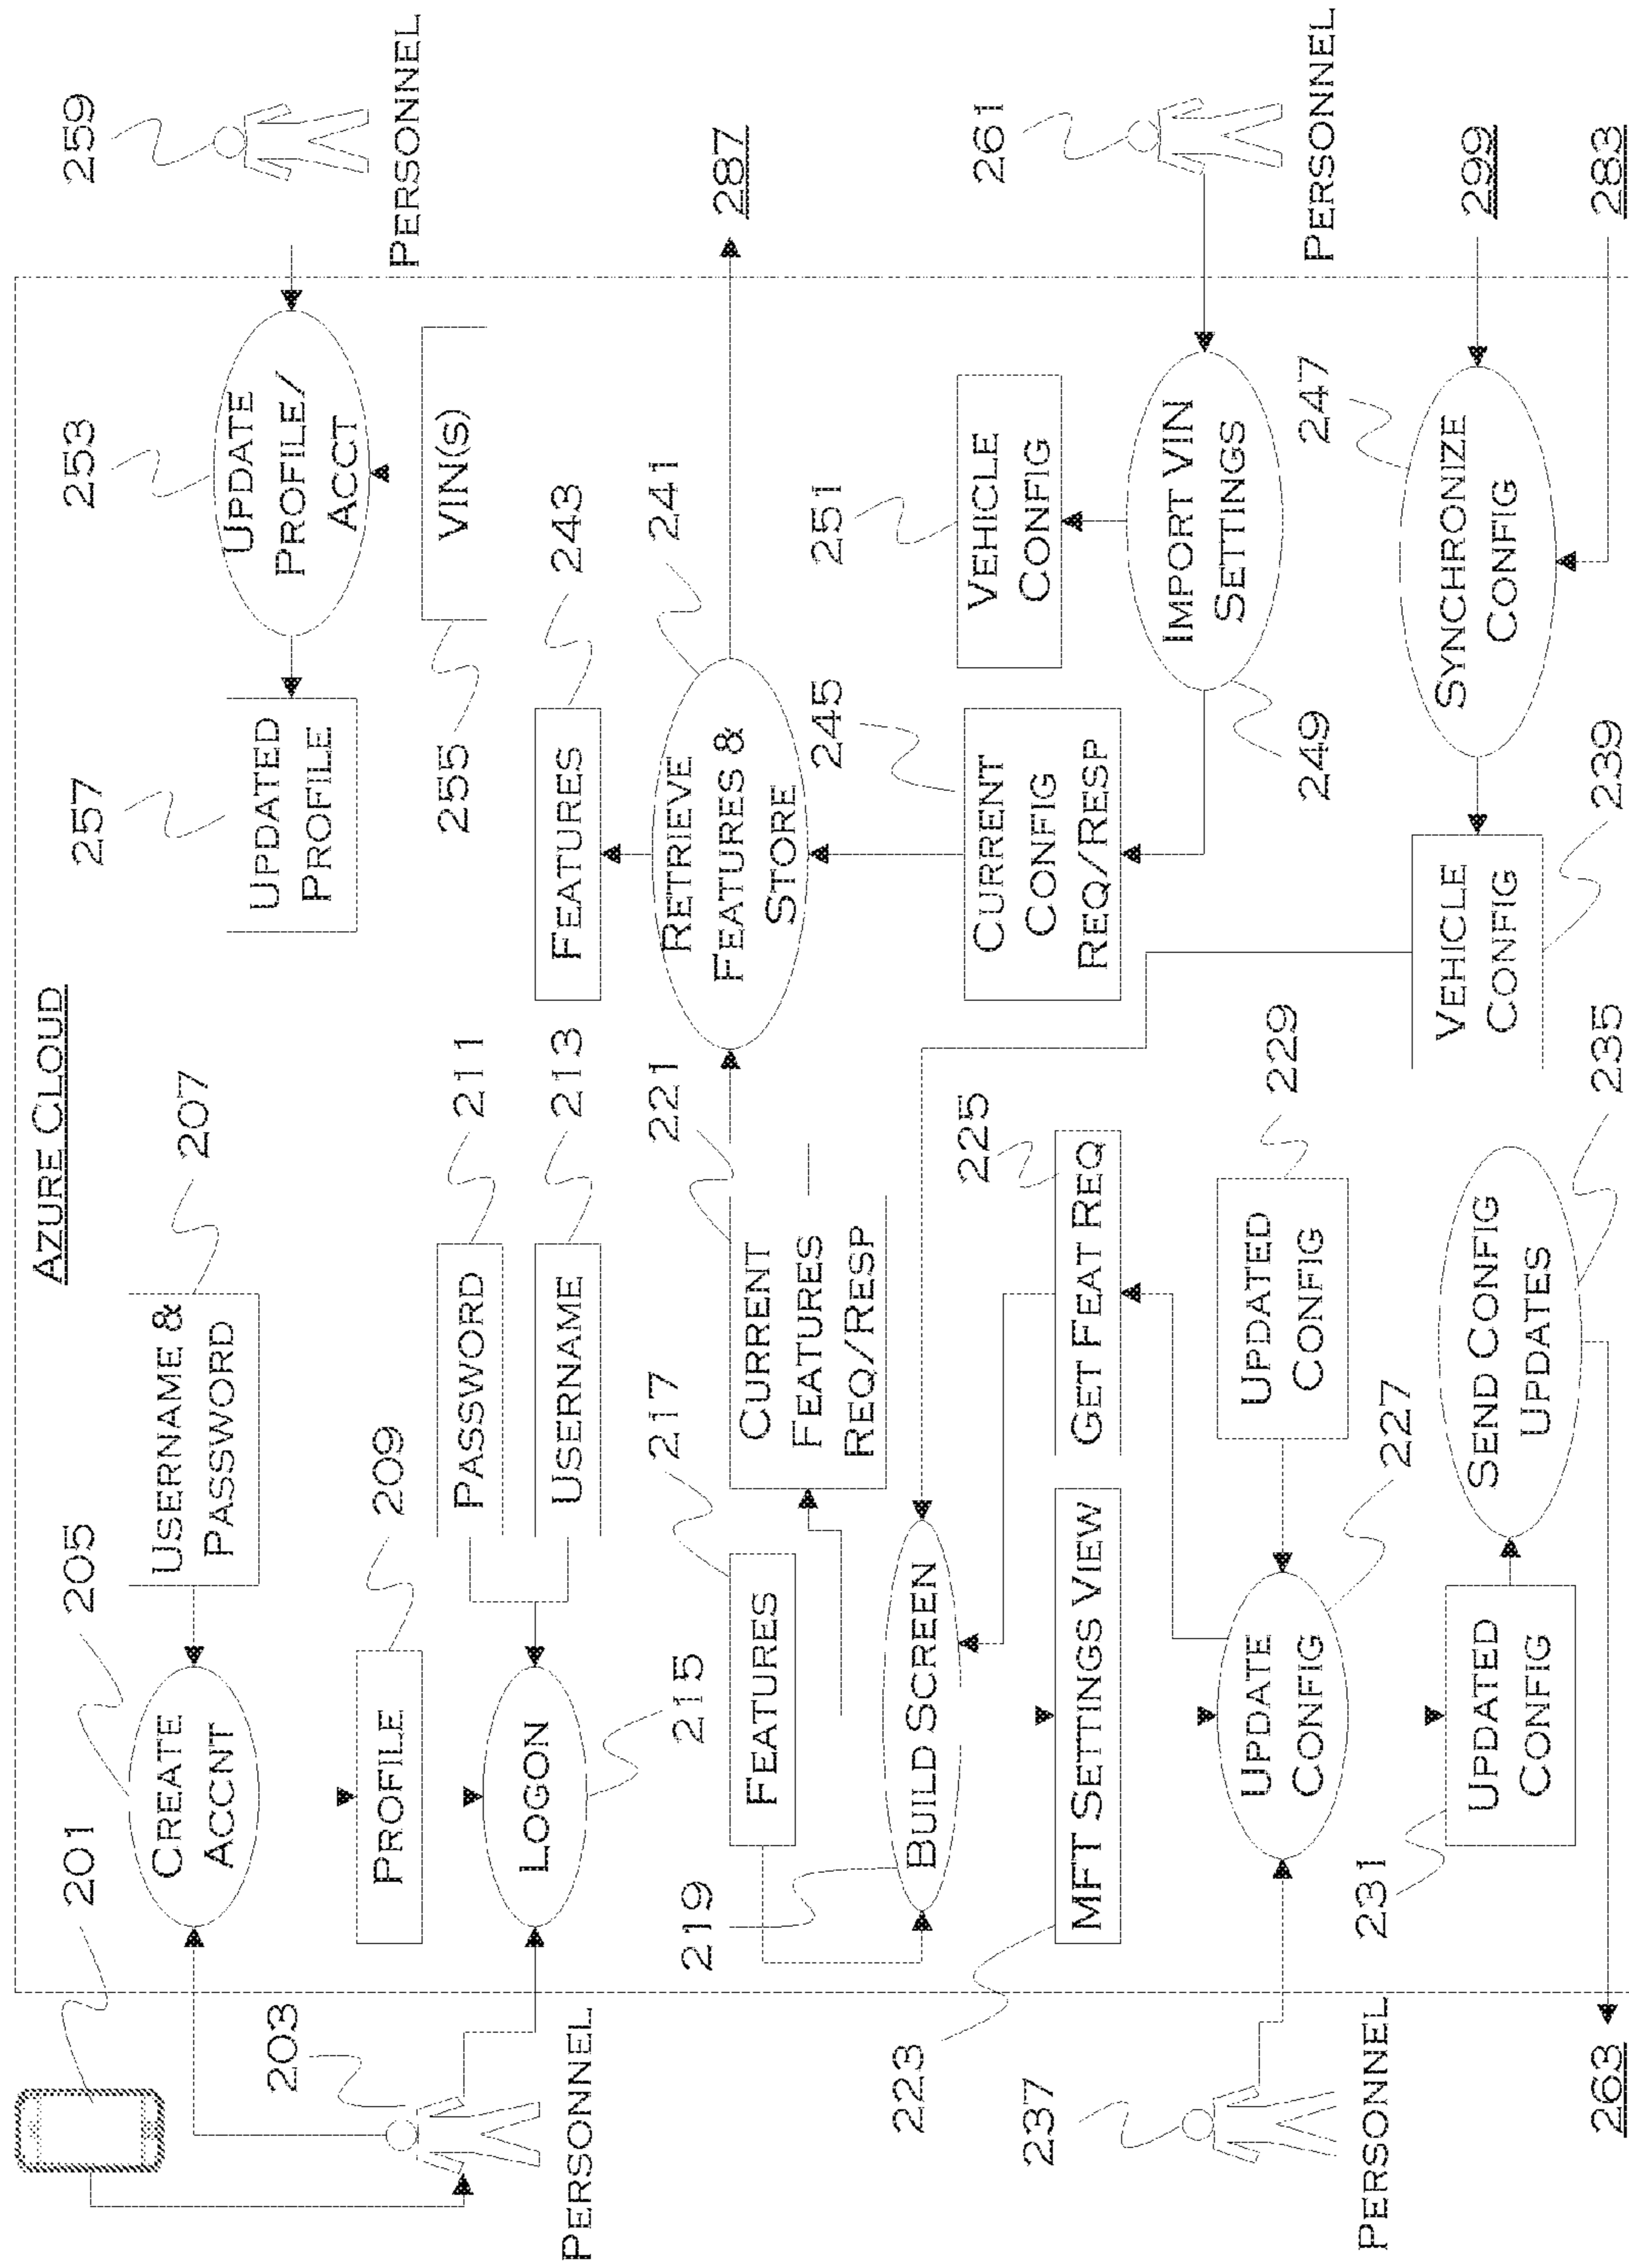 AZURE CLOUD
201
205
CREATE
ACCNT
USERNAME &
PASSWORD
207
257
UPDATED
PROFILE
253
UPDATE
PROFILE/
ACCT
259
PERSONNEL
203
PERSONNEL
209
PROFILE
LOGON
215
PASSWORD
211
USERNAME
213
255
VIN(S)
FEATURES
243
217
FEATURES
221
CURRENT
FEATURES
REQ/RESP
RETRIEVE
FEATURES &
STORE
241
287
219
BUILD SCREEN
245
CURRENT
CONFIG
REQ/RESP
251
VEHICLE
CONFIG
261
PERSONNEL
223
MFT SETTINGS VIEW
GET FEAT REQ
225
IMPORT VIN
SETTINGS
249
237
PERSONNEL
UPDATE
CONFIG
227
UPDATED
CONFIG
229
247
SYNCHRONIZE
CONFIG
299
283
231
UPDATED
CONFIG
SEND CONFIG
UPDATES
235
VEHICLE
CONFIG
239
263